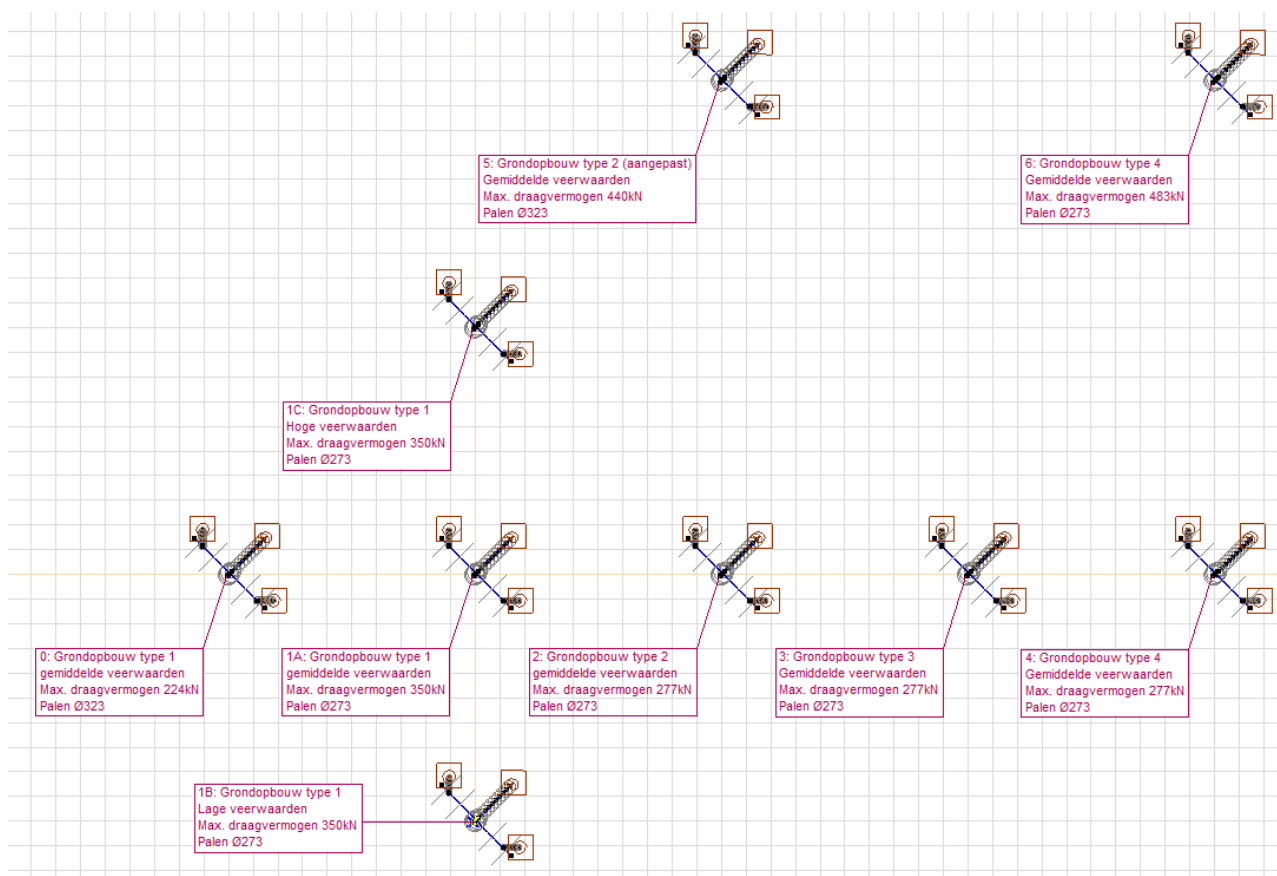 5: Grondopbouw type 2 (aangepast)
Gemiddelde veerwaarden
Max. draagvermogen 440kN
Palen Ø323
6: Grondopbouw type 4
Gemiddelde veerwaarden
Max. draagvermogen 483kN
Palen Ø273
1C: Grondopbouw type 1
Hoge veerwaarden
Max. draagvermogen 350kN
Palen Ø273
0: Grondopbouw type 1
gemiddelde veerwaarden
Max. draagvermogen 224kN
Palen Ø323
1A: Grondopbouw type 1
gemiddelde veerwaarden
Max. draagvermogen 350kN
Palen Ø273
2: Grondopbouw type 2
gemiddelde veerwaarden
Max. draagvermogen 277kN
Palen Ø273
3: Grondopbouw type 3
Gemiddelde veerwaarden
Max. draagvermogen 277kN
Palen Ø273
4: Grondopbouw type 4
Gemiddelde veerwaarden
Max. draagvermogen 277kN
Palen Ø273
1B: Grondopbouw type 1
Lage veerwaarden
Max. draagvermogen 350kN
Palen Ø273